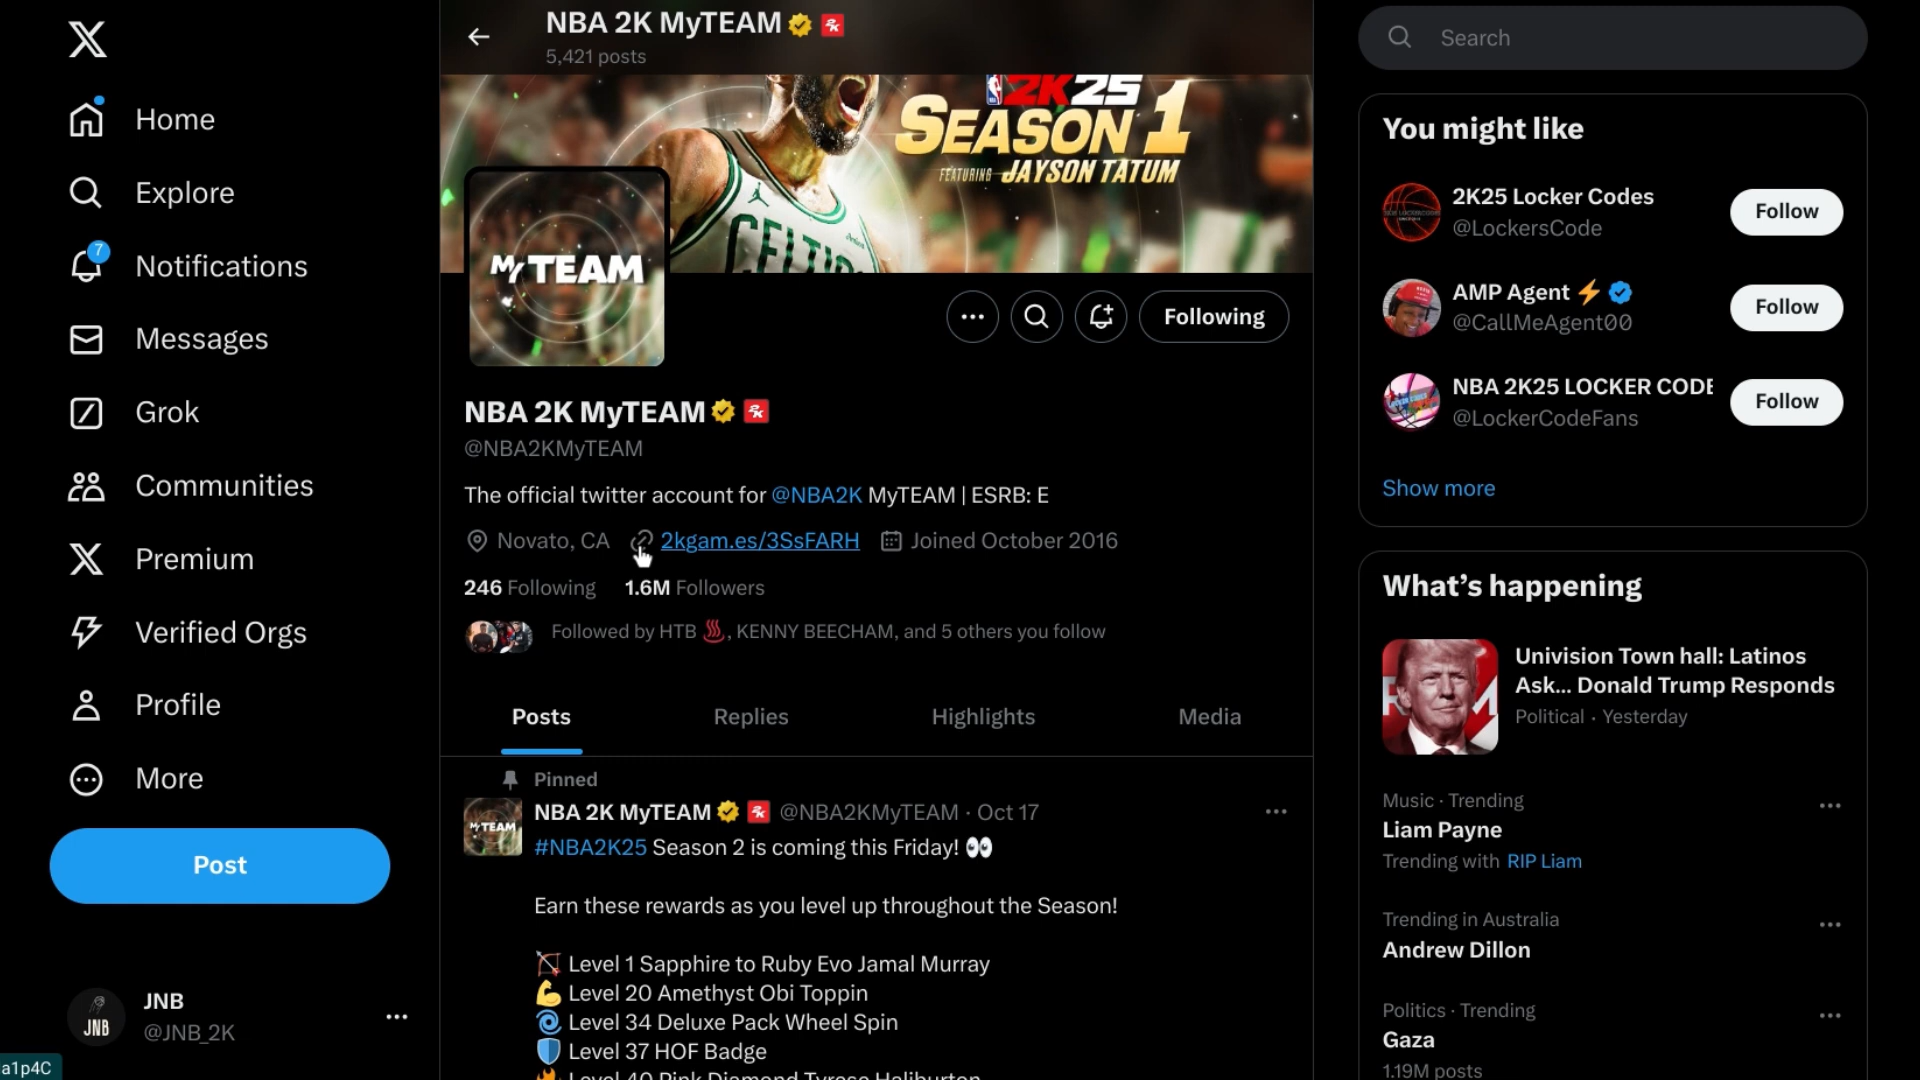 Home
Explore
7
Notifications
Messages
Grok
Communities
Premium
Verified Orgs
Profile
More
Post
JNB
JNB
@JNB_2K
a1p4C
NBA 2K MyTEAM
5,421 posts
2K25
SEASON 1
FEATURING JAYSON TATUM
CELTIC
MyTEAM
Following
NBA 2K MyTEAM
@NBA2KMyTEAM
The official twitter account for @NBA2K MyTEAM | ESRB: E
Novato, CA 2kgam.es/3SsFARH Joined October 2016
246 Following 1.6M Followers
Followed by HTB ♨, KENNY BEECHAM, and 5 others you follow
Posts Replies Highlights Media
Pinned
MyTEAM
NBA 2K MyTEAM @NBA2KMyTEAM · Oct 17
#NBA2K25 Season 2 is coming this Friday! 👀
Earn these rewards as you level up throughout the Season!
🏹 Level 1 Sapphire to Ruby Evo Jamal Murray
💪 Level 20 Amethyst Obi Toppin
🌀 Level 34 Deluxe Pack Wheel Spin
🛡️ Level 37 HOF Badge
🔥 Level 40 Pink Diamond Tyrese Haliburton
Search
You might like
2K25 Locker Codes
@LockersCode
Follow
AMP Agent ⚡
@CallMeAgent00
Follow
NBA 2K25 LOCKER CODE
@LockerCodeFans
Follow
Show more
What’s happening
Univision Town hall: Latinos
Ask... Donald Trump Responds
Political · Yesterday
Music · Trending
Liam Payne
Trending with RIP Liam
Trending in Australia
Andrew Dillon
Politics · Trending
Gaza
1.19M posts